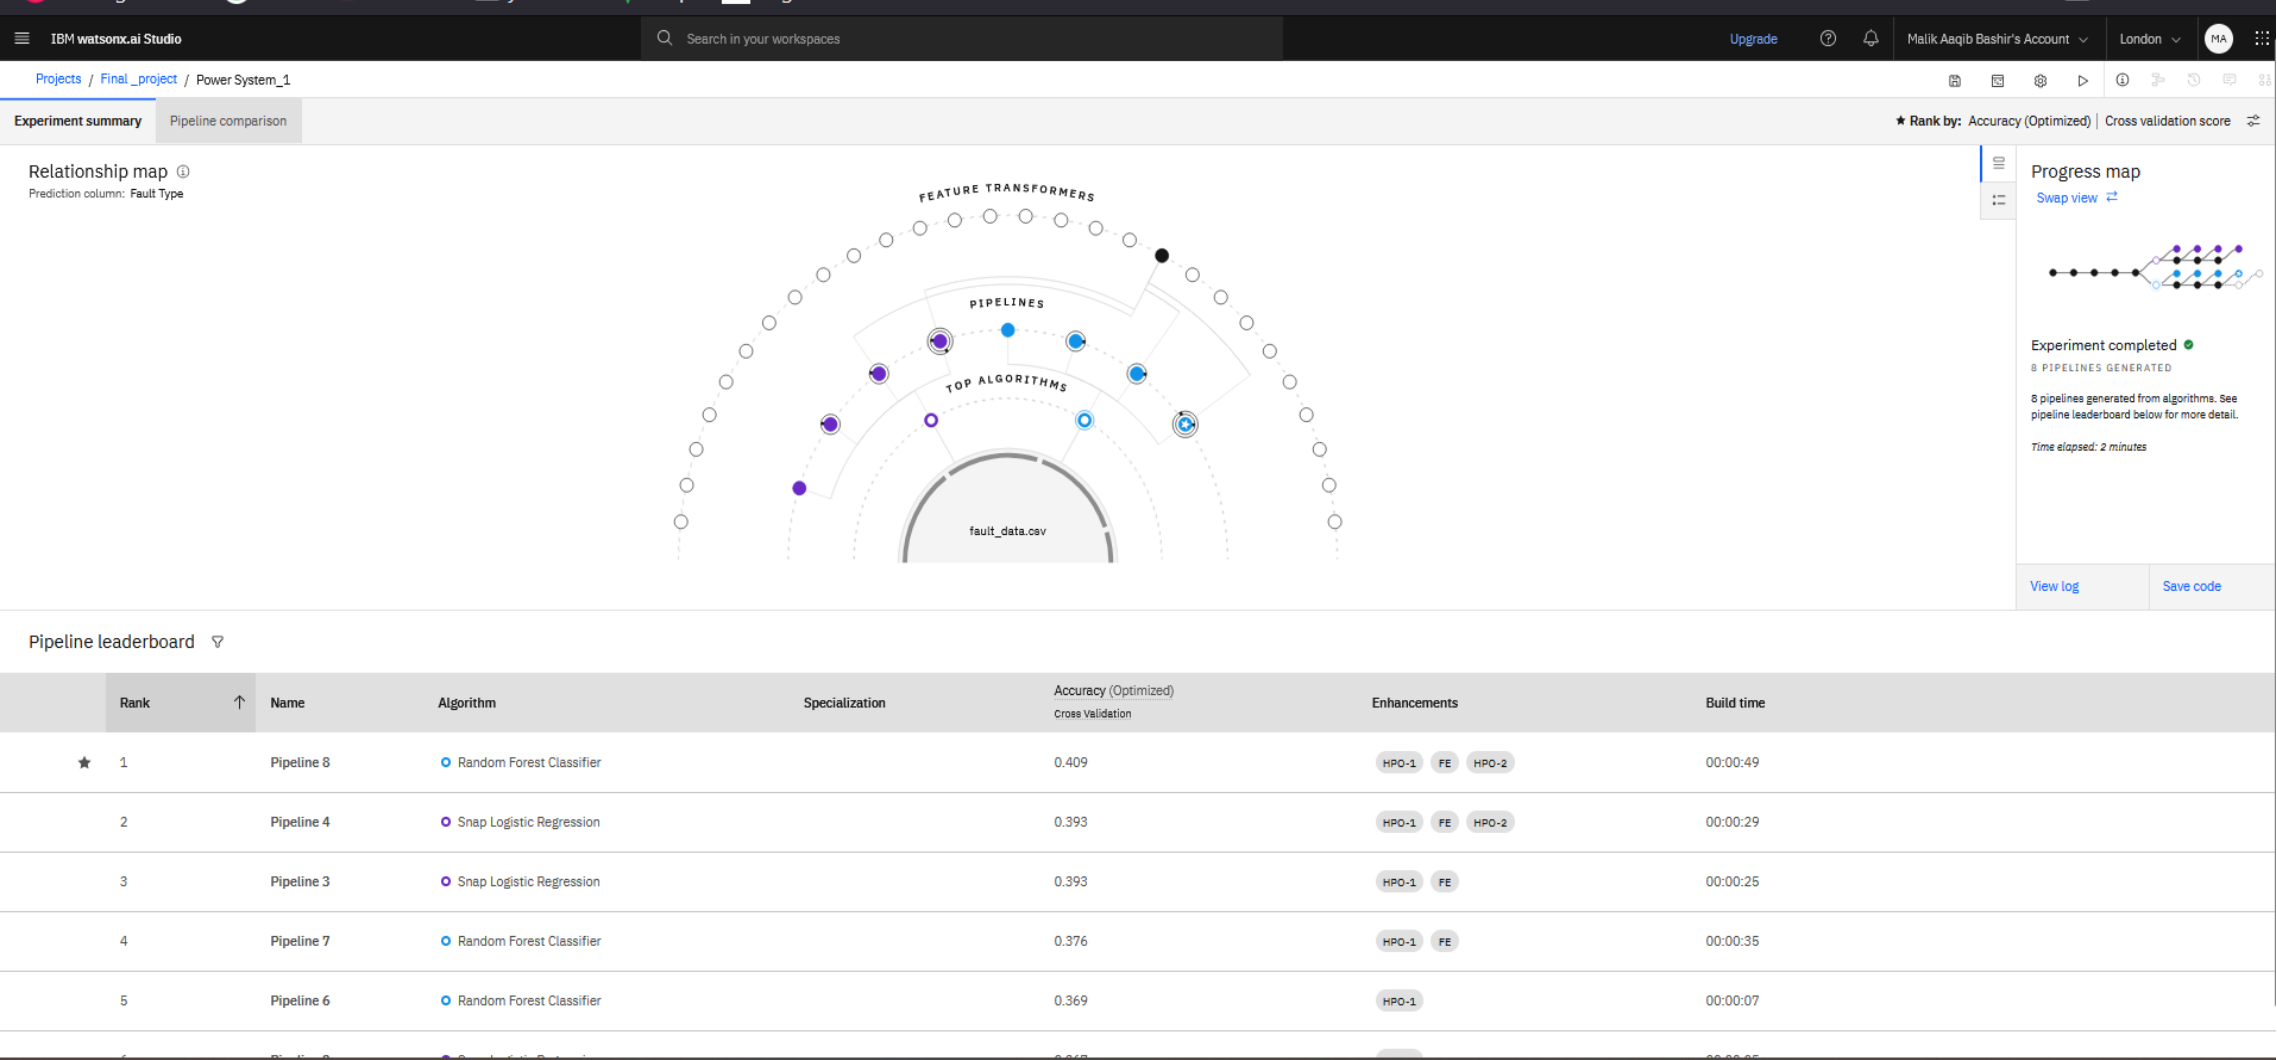 IBM watsonx.ai Studio
Search in your workspaces
Upgrade
Malik Aaqib Bashir's Account
London
MA
Projects / Final _project / Power System_1
Experiment summary
Pipeline comparison
★ Rank by: Accuracy (Optimized) | Cross validation score
Relationship map
Prediction column: Fault Type
FEATURE TRANSFORMERS
PIPELINES
TOP ALGORITHMS
fault_data.csv
Progress map
Swap view
Experiment completed
8 PIPELINES GENERATED
8 pipelines generated from algorithms. See
pipeline leaderboard below for more detail.
Time elapsed: 2 minutes
View log
Save code
Pipeline leaderboard
Rank Name Algorithm Specialization Accuracy (Optimized) Enhancements Build time
Cross Validation
1 Pipeline 8 Random Forest Classifier 0.409 HPO-1 FE HPO-2 00:00:49
2 Pipeline 4 Snap Logistic Regression 0.393 HPO-1 FE HPO-2 00:00:29
3 Pipeline 3 Snap Logistic Regression 0.393 HPO-1 FE 00:00:25
4 Pipeline 7 Random Forest Classifier 0.376 HPO-1 FE 00:00:35
5 Pipeline 6 Random Forest Classifier 0.369 HPO-1 00:00:07